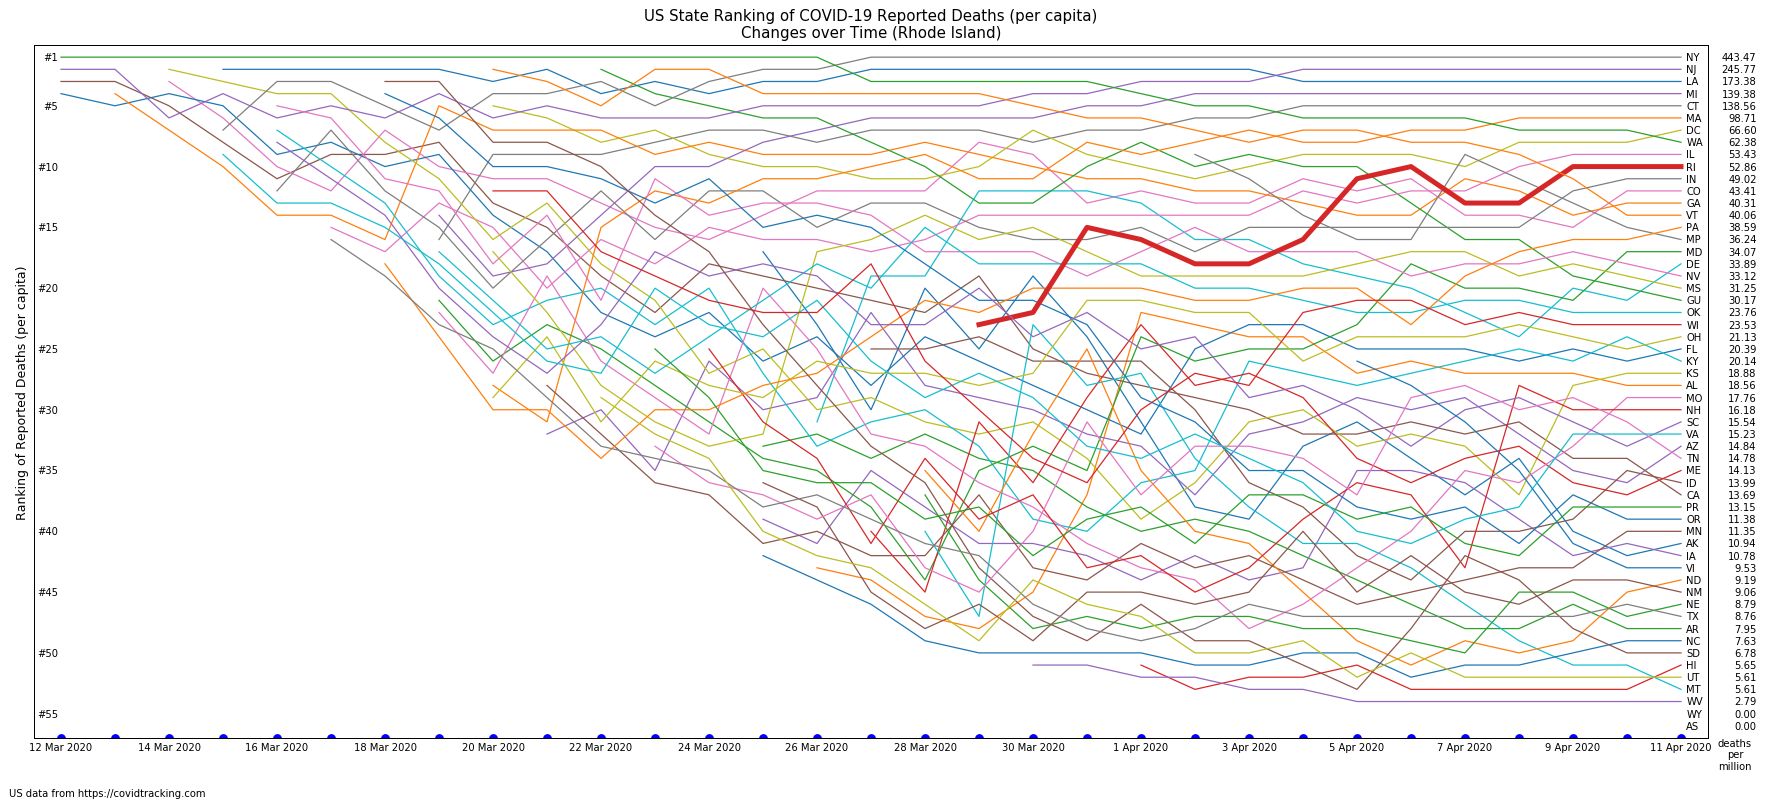 US State Ranking of COVID-19 Reported Deaths (per capita)
Changes over Time (Rhode Island)
Ranking of Reported Deaths (per capita)
#1
#5
#10
#15
#20
#25
#30
#35
#40
#45
#50
#55
NY 443.47
NJ 245.77
LA 173.38
MI 139.38
CT 138.56
MA 98.71
DC 66.60
WA 62.38
IL 53.43
RI 52.86
IN 49.02
CO 43.41
GA 40.31
VT 40.06
PA 38.59
MP 36.24
MD 34.07
DE 33.89
NV 33.12
MS 31.25
GU 30.17
OK 23.76
WI 23.53
OH 21.13
FL 20.39
KY 20.14
KS 18.88
AL 18.56
MO 17.76
NH 16.18
SC 15.54
VA 15.23
AZ 14.84
TN 14.78
ME 14.13
ID 13.99
CA 13.69
PR 13.15
OR 11.38
MN 11.35
AK 10.94
IA 10.78
VI 9.53
ND 9.19
NM 9.06
NE 8.79
TX 8.76
AR 7.95
NC 7.63
SD 6.78
HI 5.65
UT 5.61
MT 5.61
WV 2.79
WY 0.00
AS 0.00
12 Mar 2020 14 Mar 2020 16 Mar 2020 18 Mar 2020 20 Mar 2020 22 Mar 2020 24 Mar 2020 26 Mar 2020 28 Mar 2020 30 Mar 2020 1 Apr 2020 3 Apr 2020 5 Apr 2020 7 Apr 2020 9 Apr 2020 11 Apr 2020
deaths
per
million
US data from https://covidtracking.com